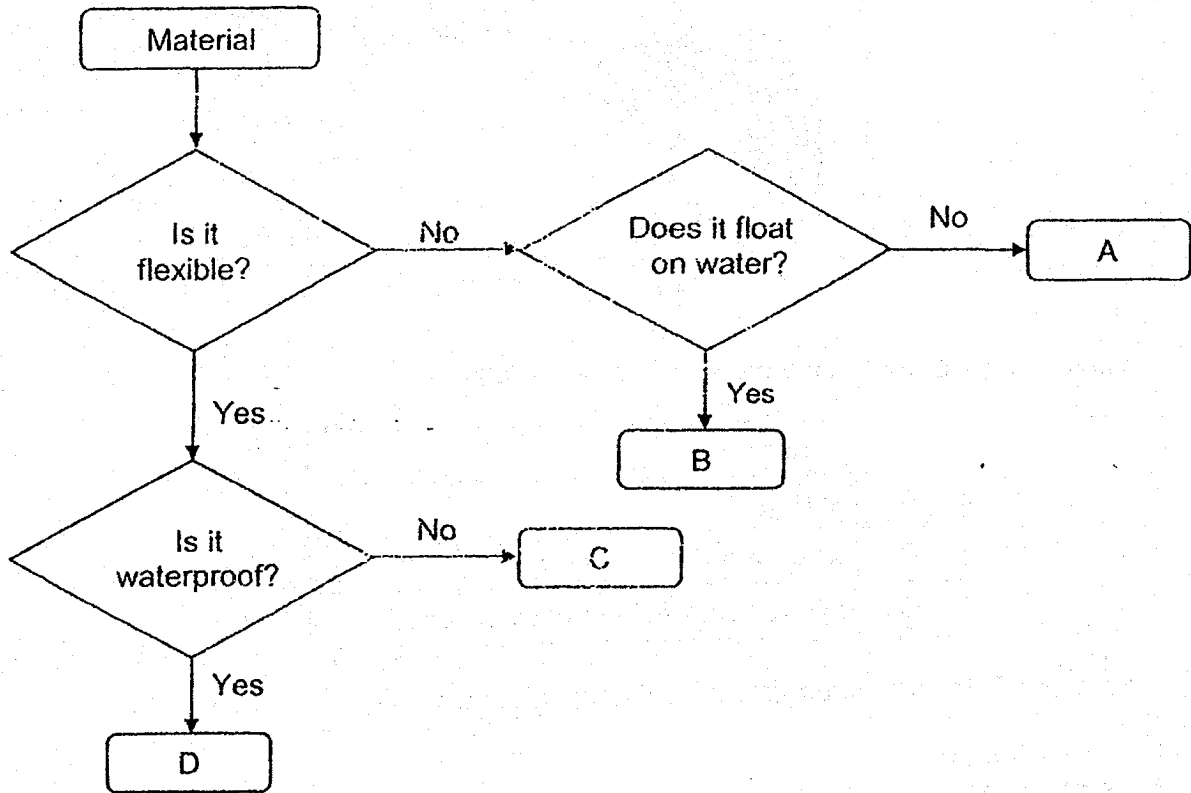 Material
Is it
flexible?
No
Does it float
on water?
No
A
Yes
Yes
B
Is it
waterproof?
No
C
Yes
D